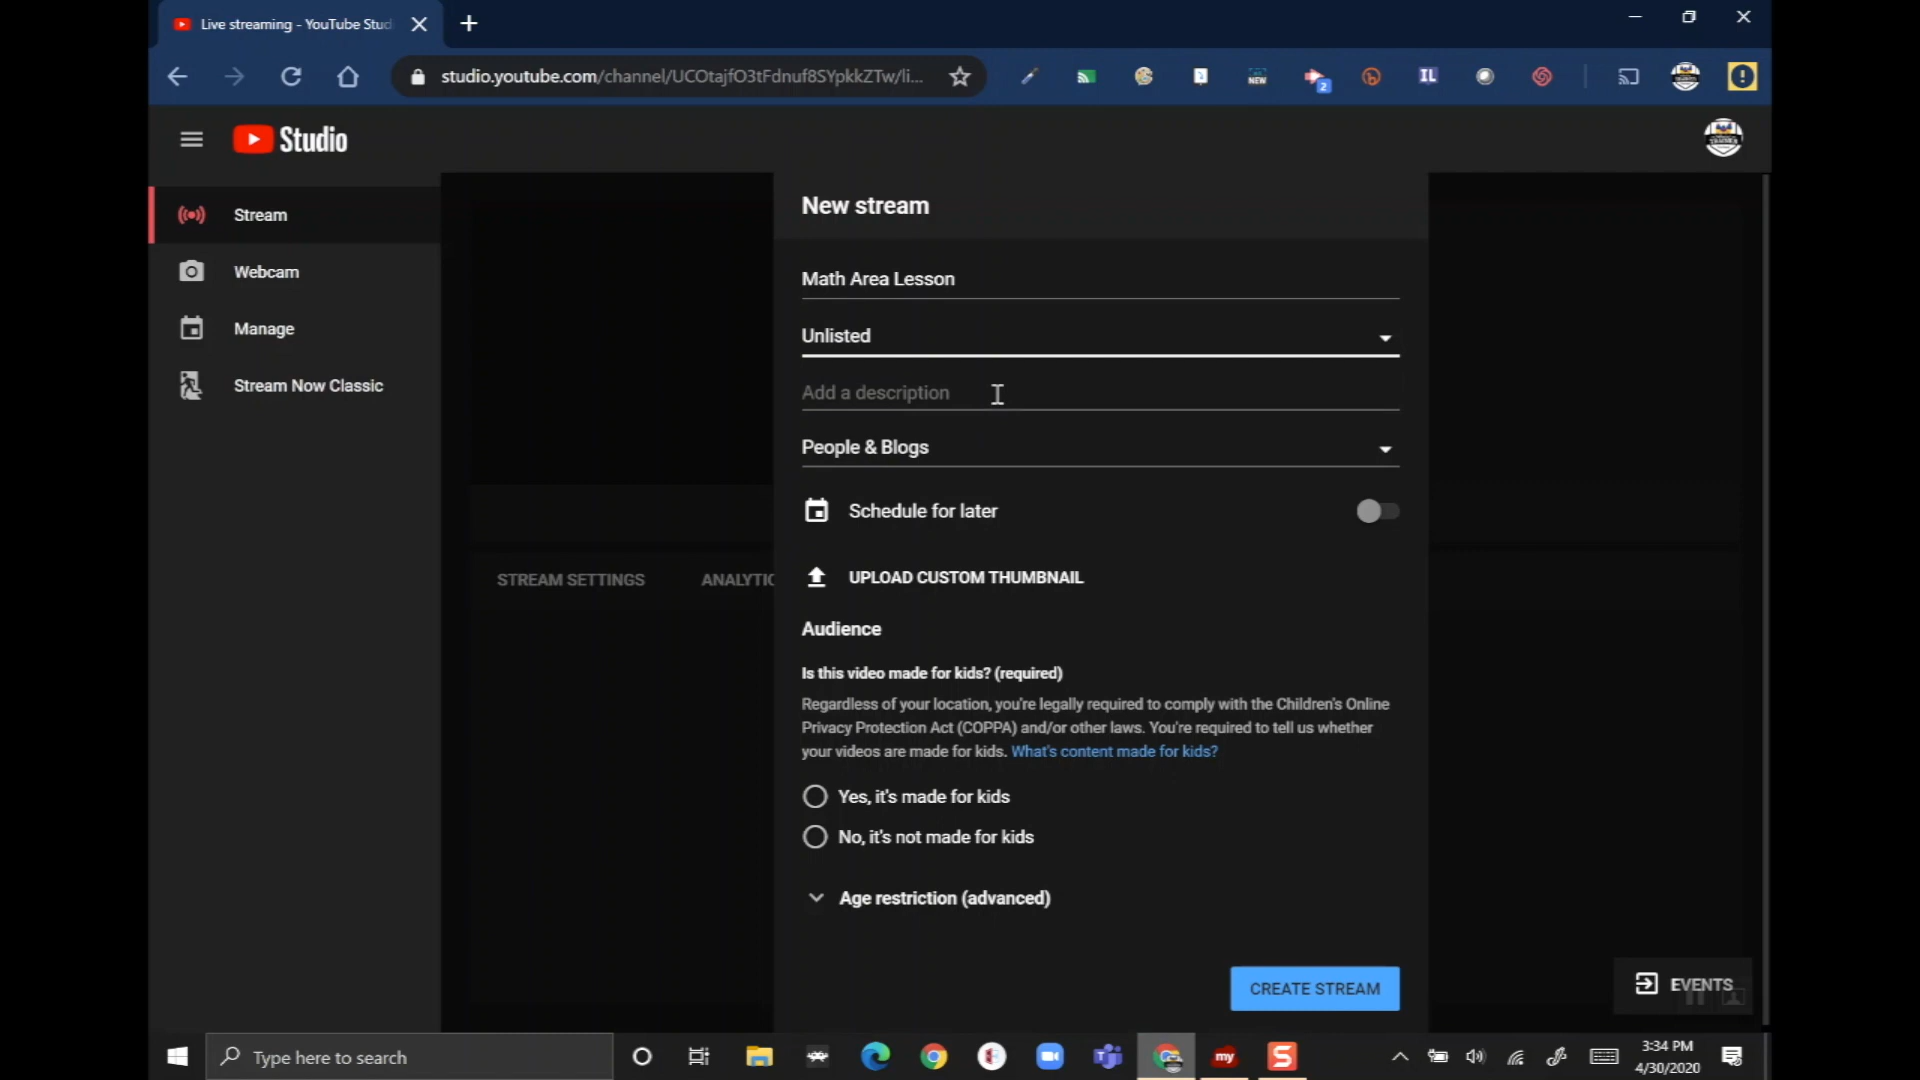 Live streaming - YouTube Stud
studio.youtube.com/channel/UCOtajfO3tFdnuf8SYpkkZTw/li...
NEW
2
IL
Studio
Stream
Webcam
Manage
Stream Now Classic
New stream
Math Area Lesson
Unlisted
Add a description
People & Blogs
Schedule for later
STREAM SETTINGS
ANALYTIC
UPLOAD CUSTOM THUMBNAIL
Audience
Is this video made for kids? (required)
Regardless of your location, you're legally required to comply with the Children's Online
Privacy Protection Act (COPPA) and/or other laws. You're required to tell us whether
your videos are made for kids. What's content made for kids?
Yes, it's made for kids
No, it's not made for kids
Age restriction (advanced)
CREATE STREAM
EVENTS
Type here to search
my
3:34 PM
4/30/2020